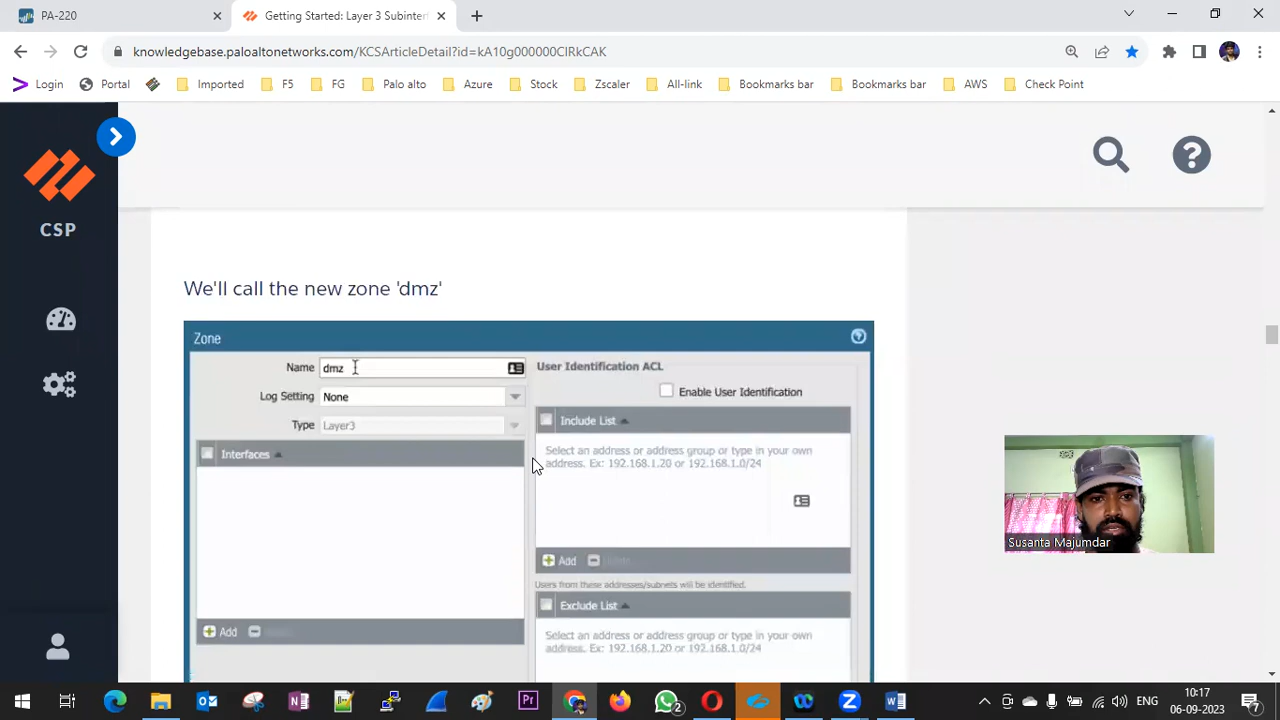 PA-220
Getting Started: Layer 3 Subinter
knowledgebase.paloaltonetworks.com/KCSArticleDetail?id=kA10g000000ClRkCAK
Login
Portal
Imported
F5
FG
Palo alto
Azure
Stock
Zscaler
All-link
Bookmarks bar
Bookmarks bar
AWS
Check Point
CSP
We'll call the new zone 'dmz'
Zone
Name
dmz
User Identification ACL
Log Setting
None
Enable User Identification
Type
Layer3
Include List
Interfaces
Select an address or address group or type in your own
address. Ex: 192.168.1.20 or 192.168.1.0/24
Susanta Majumdar
Add
Users from these addresses/subnets will be identified.
Exclude List
Add
Select an address or address group or type in your own
address. Ex: 192.168.1.20 or 192.168.1.0/24
ENG
10:17
06-09-2023